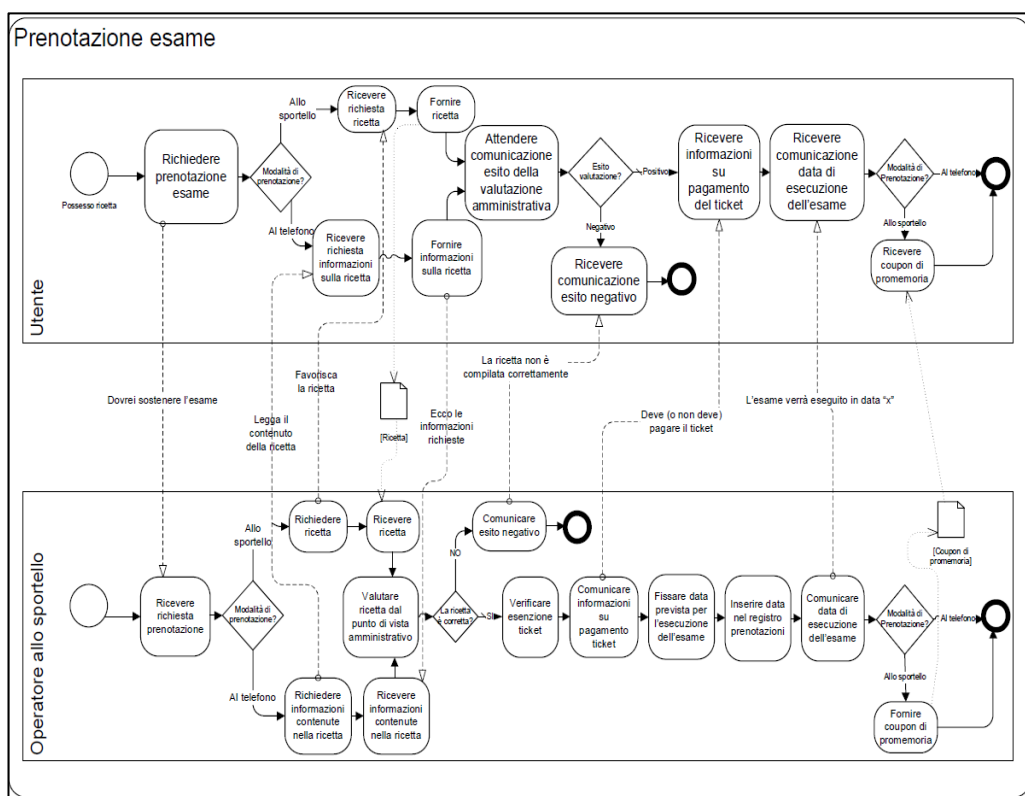 Prenotazione esame
Utente
Possesso ricetta
Richiedere
prenotazione
esame
Modalità di
prenotazione?
Allo
sportello
Al telefono
Ricevere
richiesta
ricetta
Fornire
ricetta
Ricevere
richiesta
informazioni
sulla ricetta
Fornire
informazioni
sulla ricetta
Attendere
comunicazione
esito della
valutazione
amministrativa
Esito
valutazione?
Positivo
Negativo
Ricevere
comunicazione
esito negativo
Ricevere
informazioni
su
pagamento
del ticket
Ricevere
comunicazione
data di
esecuzione
dell'esame
Modalità di
Prenotazione?
Al telefono
Allo sportello
Ricevere
coupon di
promemoria
Dovrei sostenere l'esame
Legga il
contenuto
della ricetta
Favorisca
la ricetta
[Ricetta]
Ecco le
informazioni
richieste
La ricetta non è
compilata correttamente
Deve (o non deve)
pagare il ticket
L'esame verrà eseguito in data “x”
[Coupon di
promemoria]
Operatore allo sportello
Ricevere
richiesta
prenotazione
Modalità di
prenotazione?
Allo
sportello
Al telefono
Richiedere
ricetta
Ricevere
ricetta
Richiedere
informazioni
contenute
nella ricetta
Ricevere
informazioni
contenute
nella ricetta
Valutare
ricetta dal
punto di vista
amministrativo
La ricetta
è corretta?
NO
SI
Comunicare
esito negativo
Verificare
esenzione
ticket
Comunicare
informazioni
su
pagamento
ticket
Fissare data
prevista per
l'esecuzione
dell'esame
Inserire data
nel registro
prenotazioni
Comunicare
data di
esecuzione
dell'esame
Modalità di
Prenotazione?
Al telefono
Allo sportello
Fornire
coupon di
promemoria